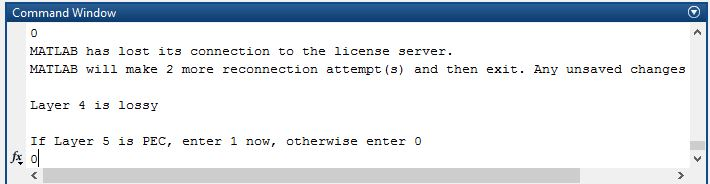 Command Window
0
MATLAB has lost its connection to the license server.
MATLAB will make 2 more reconnection attempt(s) and then exit. Any unsaved changes
Layer 4 is lossy
If Layer 5 is PEC, enter 1 now, otherwise enter 0
fx 0